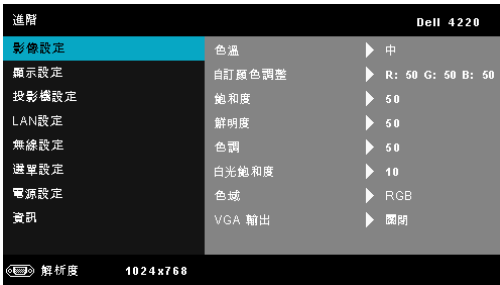 進階 Dell 4220
影像設定 色溫 中
顯示設定 自訂顏色調整 R: 50 G: 50 B: 50
投影機設定 飽和度 50
LAN設定 鮮明度 50
無線設定 色調 50
選單設定 白光飽和度 10
電源設定 色域 RGB
資訊 VGA 輸出 關閉
解析度 1024x768